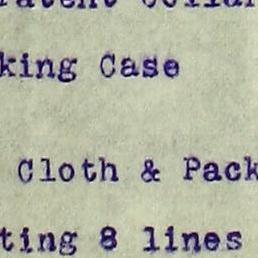 king Case
Cloth & Pack
ting 8 lines